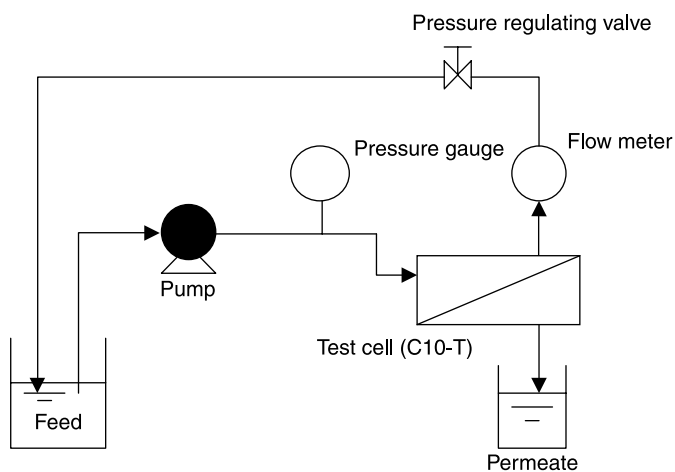 Pressure regulating valve
Pressure gauge
Flow meter
Pump
Test cell (C10-T)
Feed
Permeate